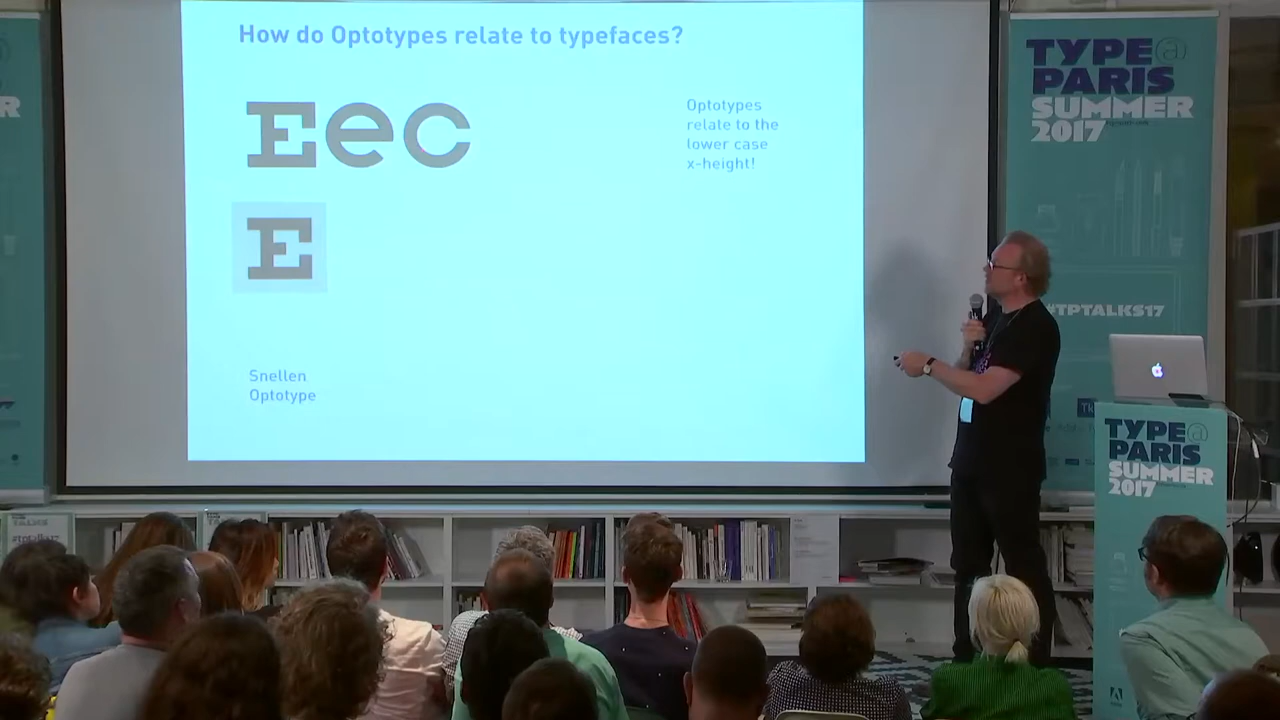 How do Optotypes relate to typefaces?
Eec
Optotypes
relate to the
lower case
x-height!
E
Snellen
Optotype
TYPE@
PARIS
SUMMER
2017
#TPTALKS17
TYPE@
PARIS
SUMMER
2017
R